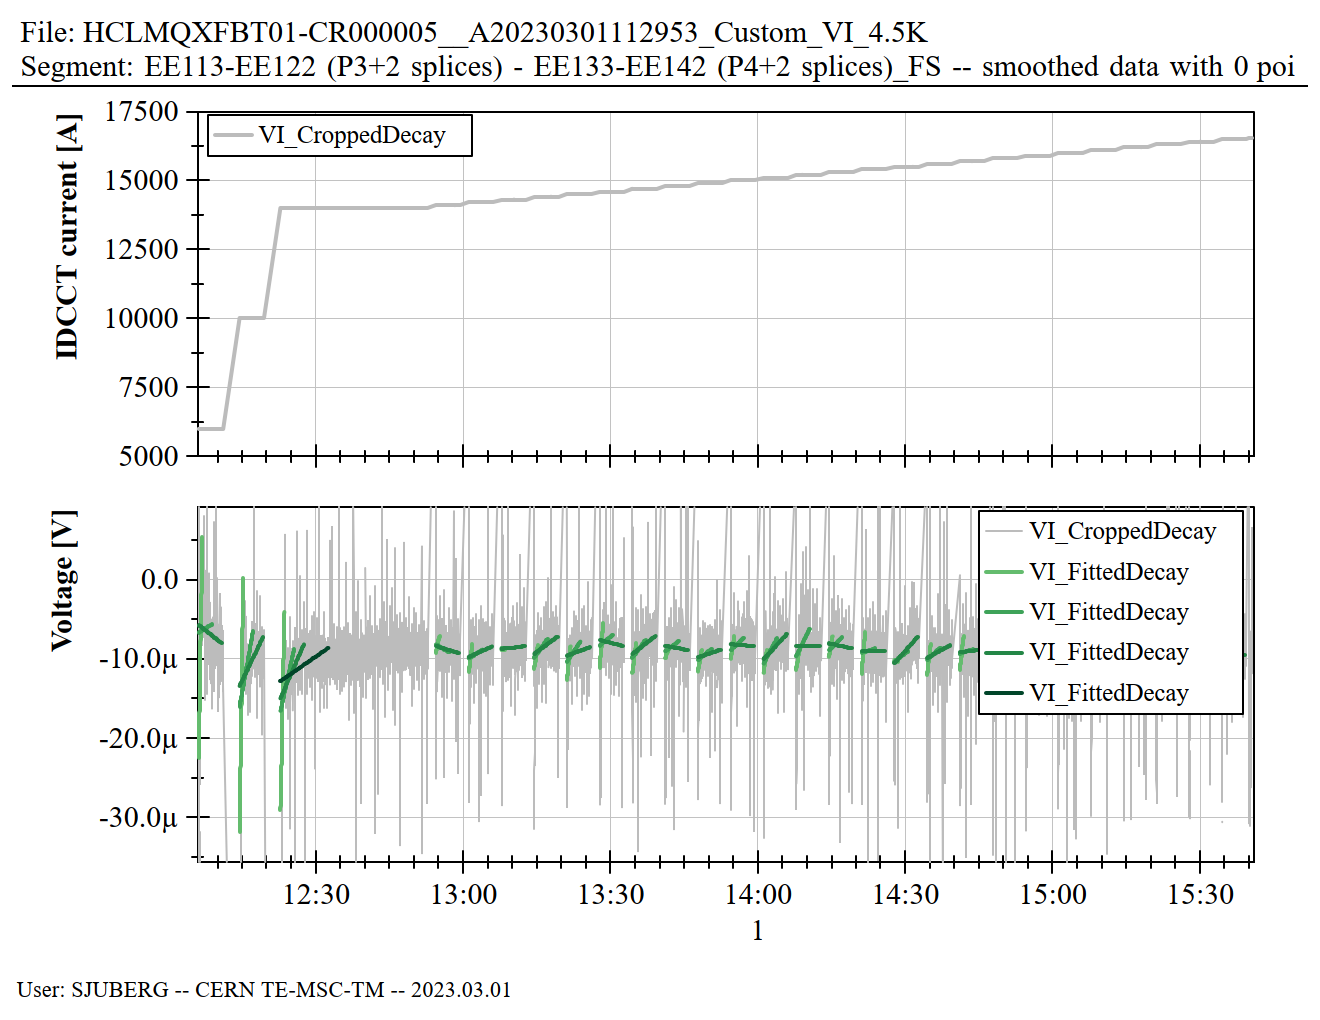 File: HCLMQXFBT01-CR000005__A20230301112953_Custom_VI_4.5K
Segment: EE113-EE122 (P3+2 splices) - EE133-EE142 (P4+2 splices)_FS -- smoothed data with 0 poi
IDCCT current [A]
17500
15000
12500
10000
7500
5000
VI_CroppedDecay
Voltage [V]
0.0
-10.0µ
-20.0µ
-30.0µ
VI_CroppedDecay
VI_FittedDecay
VI_FittedDecay
VI_FittedDecay
VI_FittedDecay
12:30 13:00 13:30 14:00 14:30 15:00 15:30
1
User: SJUBERG -- CERN TE-MSC-TM -- 2023.03.01